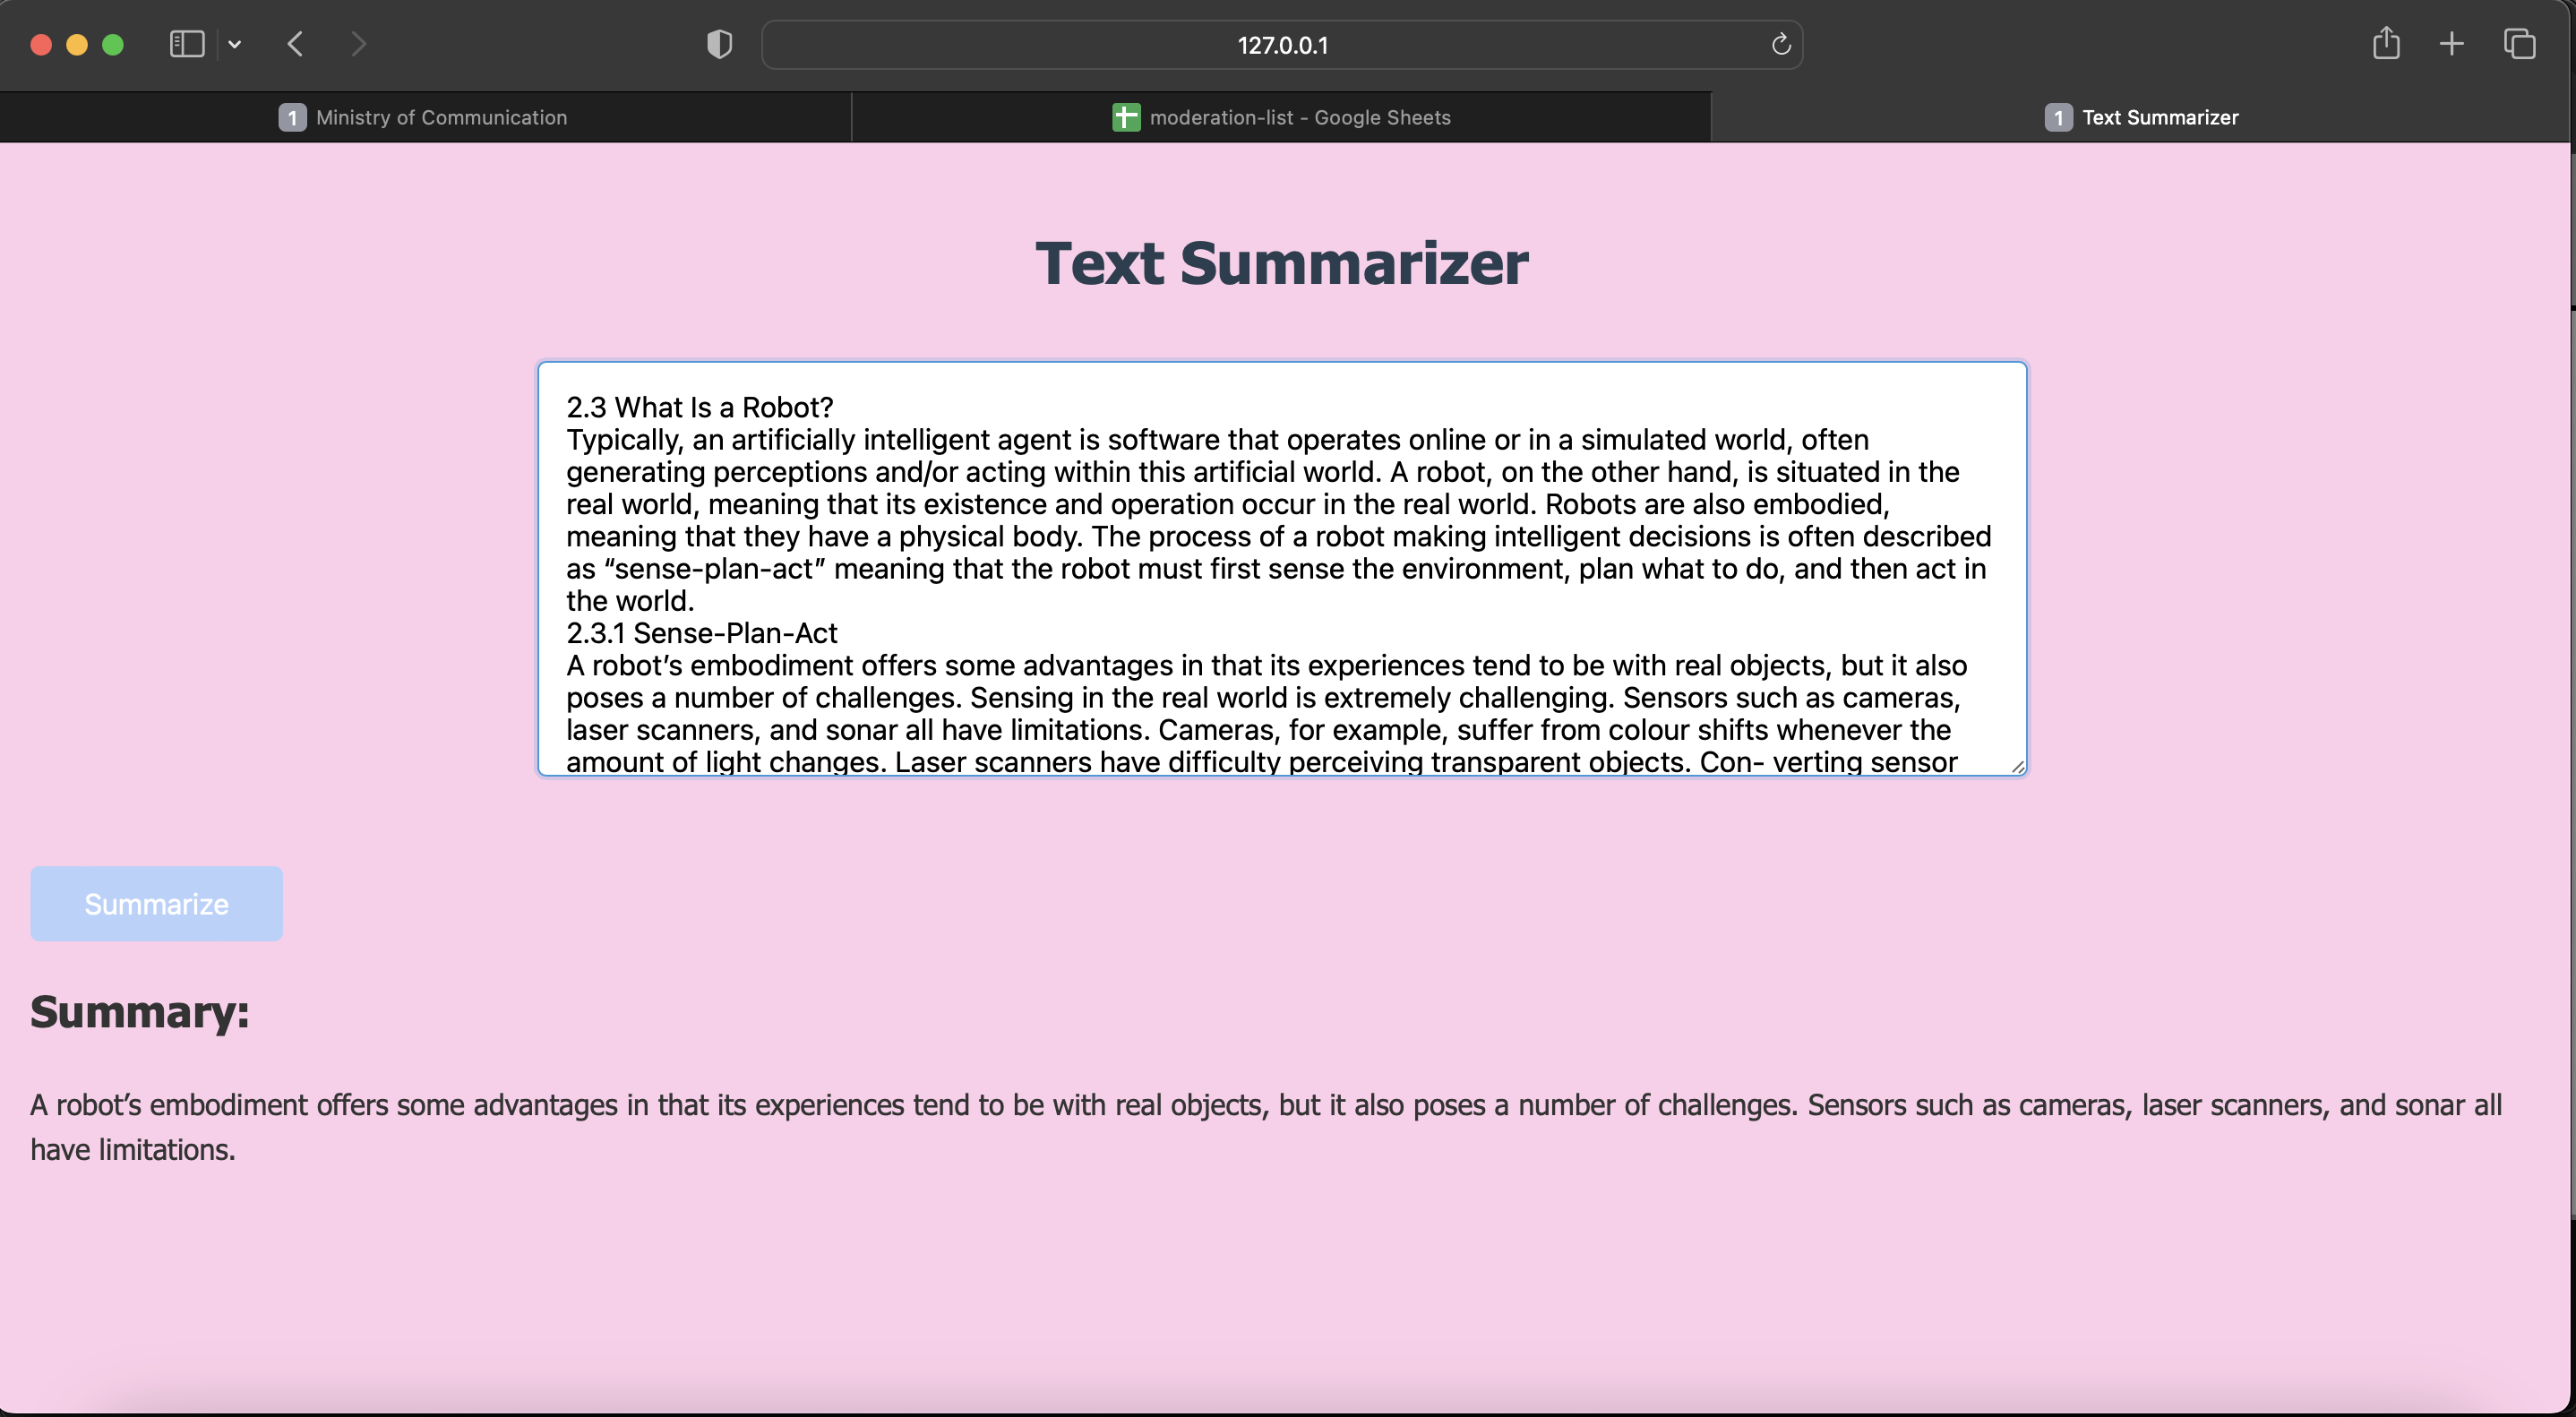 127.0.0.1
1 Ministry of Communication
moderation-list - Google Sheets
1 Text Summarizer
Text Summarizer
2.3 What Is a Robot?
Typically, an artificially intelligent agent is software that operates online or in a simulated world, often
generating perceptions and/or acting within this artificial world. A robot, on the other hand, is situated in the
real world, meaning that its existence and operation occur in the real world. Robots are also embodied,
meaning that they have a physical body. The process of a robot making intelligent decisions is often described
as “sense-plan-act” meaning that the robot must first sense the environment, plan what to do, and then act in
the world.
2.3.1 Sense-Plan-Act
A robot’s embodiment offers some advantages in that its experiences tend to be with real objects, but it also
poses a number of challenges. Sensing in the real world is extremely challenging. Sensors such as cameras,
laser scanners, and sonar all have limitations. Cameras, for example, suffer from colour shifts whenever the
amount of light changes. Laser scanners have difficulty perceiving transparent objects. Con- verting sensor
Summarize
Summary:
A robot’s embodiment offers some advantages in that its experiences tend to be with real objects, but it also poses a number of challenges. Sensors such as cameras, laser scanners, and sonar all
have limitations.